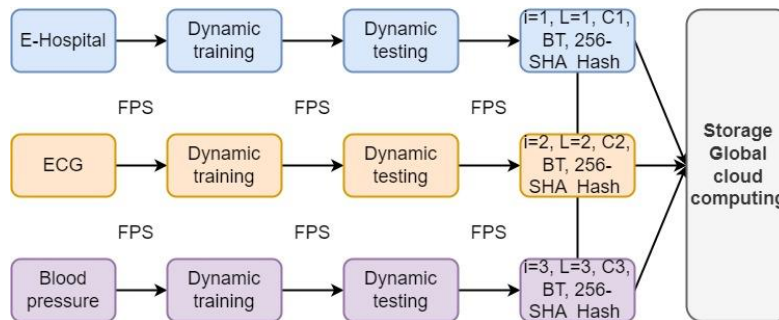 E-Hospital
Dynamic
training
Dynamic
testing
i=1, L=1, C1,
BT, 256-
SHA Hash
FPS
FPS
FPS
ECG
Dynamic
training
Dynamic
testing
i=2, L=2, C2,
BT, 256-
SHA Hash
Storage
Global
cloud
computing
FPS
FPS
FPS
Blood
pressure
Dynamic
training
Dynamic
testing
i=3, L=3, C3,
BT, 256-
SHA Hash